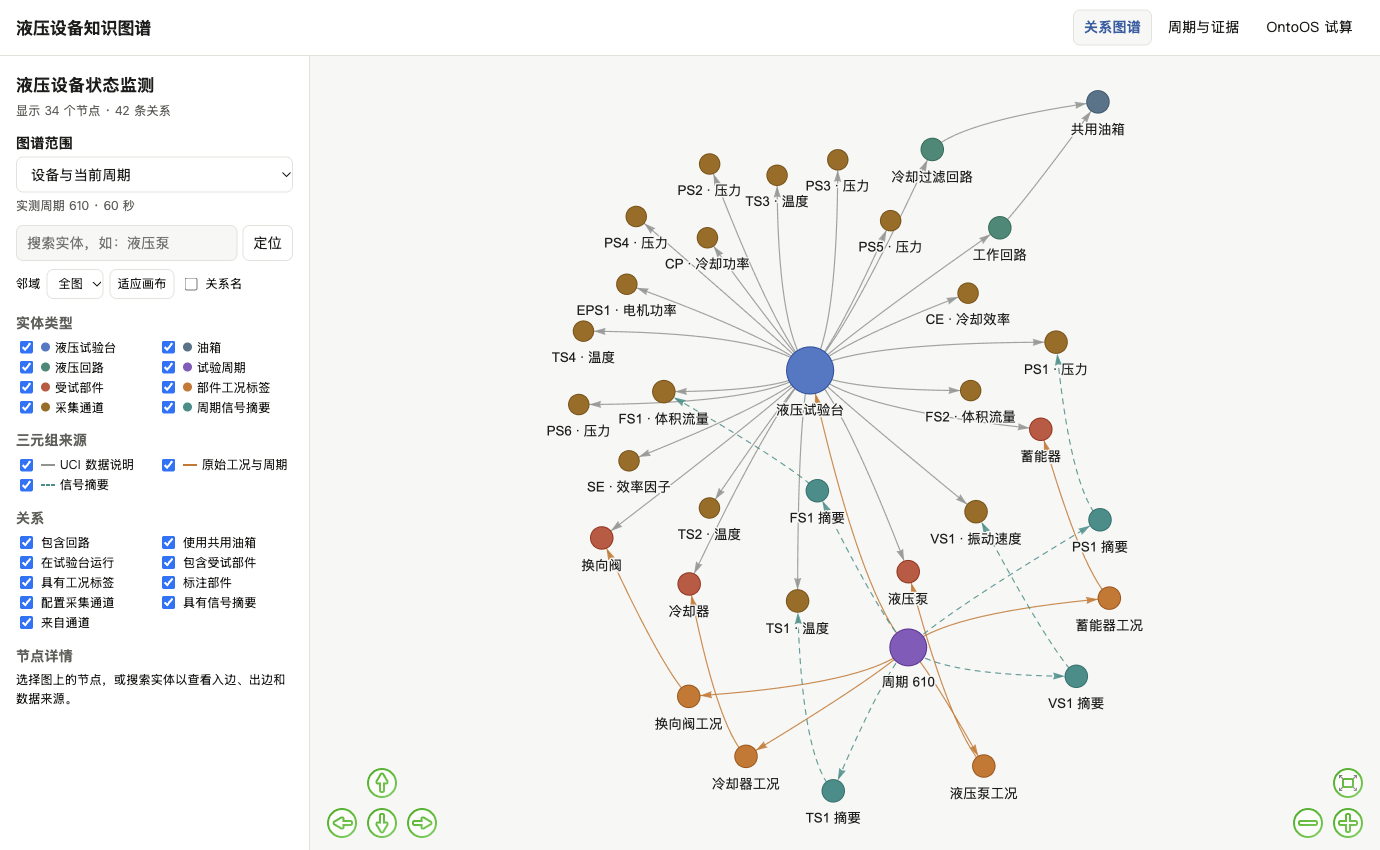 液压设备知识图谱
关系图谱
周期与证据
OntoOS 试算
液压设备状态监测
显示 34 个节点 · 42 条关系
图谱范围
设备与当前周期
实测周期 610 · 60 秒
搜索实体，如：液压泵
定位
邻域
全图
适应画布
关系名
实体类型
液压试验台
油箱
液压回路
试验周期
受试部件
部件工况标签
采集通道
周期信号摘要
三元组来源
UCI 数据说明
原始工况与周期
信号摘要
关系
包含回路
使用共用油箱
在试验台运行
包含受试部件
具有工况标签
标注部件
配置采集通道
具有信号摘要
来自通道
节点详情
选择图上的节点，或搜索实体以查看入边、出边和
数据来源。
共用油箱
冷却过滤回路
PS2 · 压力
TS3 · 温度
PS3 · 压力
PS4 · 压力
CP · 冷却功率
PS5 · 压力
工作回路
EPS1 · 电机功率
CE · 冷却效率
TS4 · 温度
PS1 · 压力
液压试验台
PS6 · 压力
FS1 · 体积流量
FS2 · 体积流量
蓄能器
SE · 效率因子
FS1 摘要
TS2 · 温度
VS1 · 振动速度
PS1 摘要
换向阀
冷却器
TS1 · 温度
液压泵
蓄能器工况
周期 610
VS1 摘要
换向阀工况
冷却器工况
液压泵工况
TS1 摘要